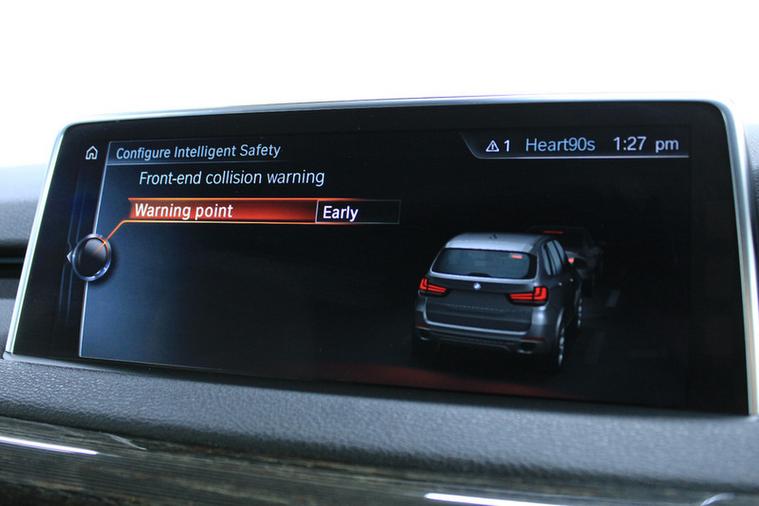 Configure Intelligent Safety
1 Heart90s 1:27 pm
Front-end collision warning
Warning point Early